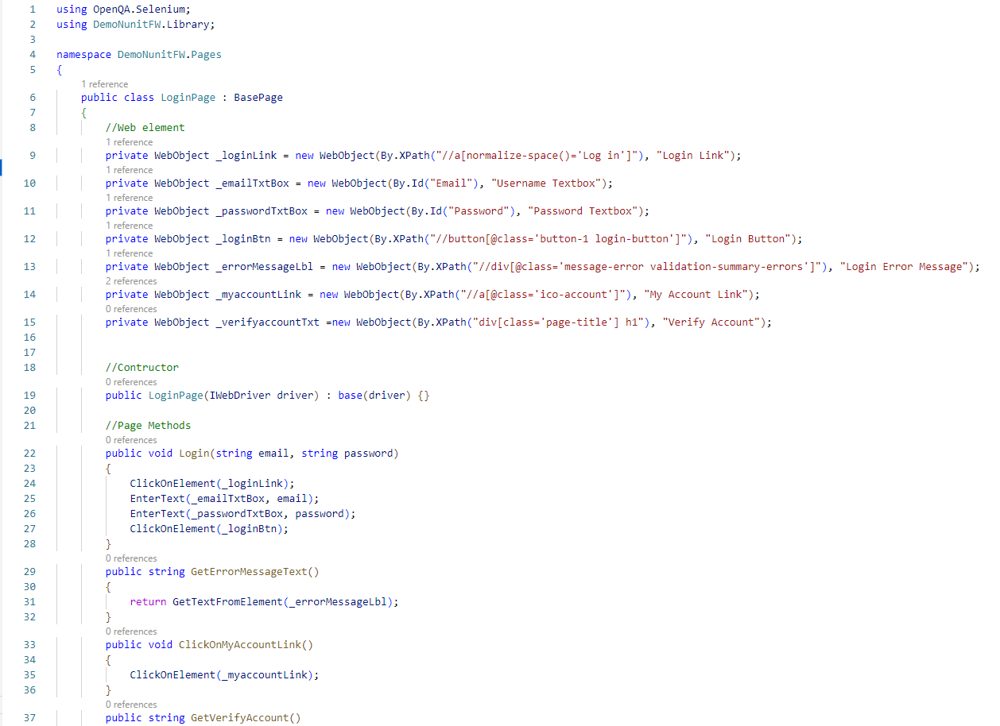 1 using OpenQA.Selenium;
2 using DemoNunitFW.Library;
3
4 namespace DemoNunitFW.Pages
5 {
1 reference
6 public class LoginPage : BasePage
7 {
8 //Web element
1 reference
9 private WebObject _loginLink = new WebObject(By.XPath("//a[normalize-space()='Log in']"), "Login Link");
1 reference
10 private WebObject _emailTxtBox = new WebObject(By.Id("Email"), "Username Textbox");
1 reference
11 private WebObject _passwordTxtBox = new WebObject(By.Id("Password"), "Password Textbox");
1 reference
12 private WebObject _loginBtn = new WebObject(By.XPath("//button[@class='button-1 login-button']"), "Login Button");
1 reference
13 private WebObject _errorMessageLbl = new WebObject(By.XPath("//div[@class='message-error validation-summary-errors']"), "Login Error Message");
2 references
14 private WebObject _myaccountLink = new WebObject(By.XPath("//a[@class='ico-account']"), "My Account Link");
0 references
15 private WebObject _verifyaccountTxt =new WebObject(By.XPath("div[class='page-title'] h1"), "Verify Account");
16
17
18 //Contructor
0 references
19 public LoginPage(IWebDriver driver) : base(driver) {}
20
21 //Page Methods
0 references
22 public void Login(string email, string password)
23 {
24 ClickOnElement(_loginLink);
25 EnterText(_emailTxtBox, email);
26 EnterText(_passwordTxtBox, password);
27 ClickOnElement(_loginBtn);
28 }
0 references
29 public string GetErrorMessageText()
30 {
31 return GetTextFromElement(_errorMessageLbl);
32 }
0 references
33 public void ClickOnMyAccountLink()
34 {
35 ClickOnElement(_myaccountLink);
36 }
0 references
37 public string GetVerifyAccount()